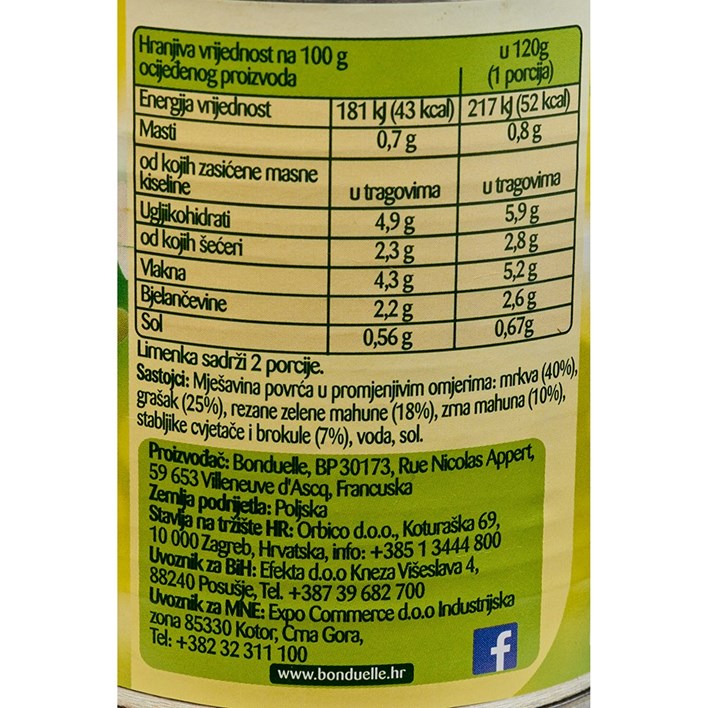 Hranjiva vrijednost na 100 g u 120g
ocijeđenog proizvoda (1 porcija)
Energija vrijednost 181 kJ (43 kcal) 217 kJ (52 kcal)
Masti 0,7 g 0,8 g
od kojih zasićene masne
kiseline u tragovima u tragovima
Ugljikohidrati 4,9 g 5,9 g
od kojih šećeri 2,3 g 2,8 g
Vlakna 4,3 g 5,2 g
Bjelančevine 2,2 g 2,6 g
Sol 0,56 g 0,67g
Limenka sadrži 2 porcije.
Sastojci: Mješavina povrća u promjenjivim omjerima: mrkva (40%),
grašak (25%), rezane zelene mahune (18%), zrna mahuna (10%),
stabljike cvjetače i brokule (7%), voda, sol.
Proizvođač: Bonduelle, BP 30173, Rue Nicolas Appert,
59 653 Villeneuve d'Ascq, Francuska
Zemlja podrijetla: Poljska
Stavlja na tržište HR: Orbico d.o.o., Koturaška 69,
10 000 Zagreb, Hrvatska, info: +385 1 3444 800
Uvoznik za BiH: Efekta d.o.o Kneza Višeslava 4,
88240 Posušje, Tel. +387 39 682 700
Uvoznik za MNE: Expo Commerce d.o.o Industrijska
zona 85330 Kotor, Crna Gora,
Tel: +382 32 311 100
f
www.bonduelle.hr